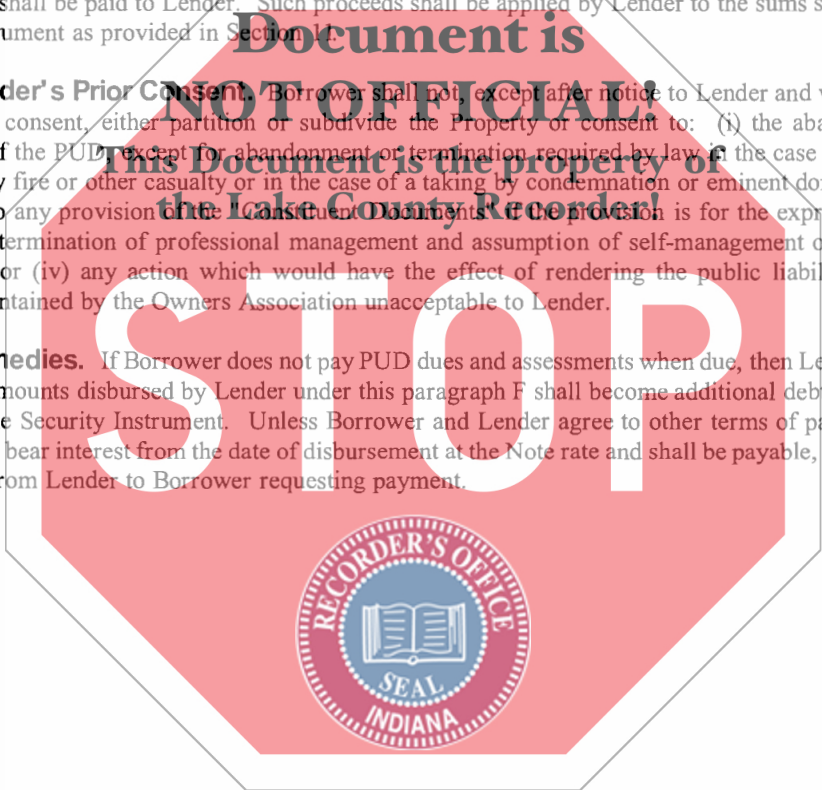 shall be paid to Lender. Such proceeds shall be applied by Lender to the sums s
ument as provided in Section 11.
Document is
der's Prior Consent. Borrower shall not, except after notice to Lender and
NOT OFFICIAL!
consent, either partition or subdivide the Property or consent to: (i) the aba
f the PUD, except for abandonment or termination required by law in the case
This Document is the property of
y fire or other casualty or in the case of a taking by condemnation or eminent do
any provision of the "Constituent Documents" if the provision is for the expr
the Lake County Recorder!
ermination of professional management and assumption of self-management o
or (iv) any action which would have the effect of rendering the public liabil
ntained by the Owners Association unacceptable to Lender.
STOP
nedies. If Borrower does not pay PUD dues and assessments when due, then Le
nounts disbursed by Lender under this paragraph F shall become additional deb
e Security Instrument. Unless Borrower and Lender agree to other terms of pa
bear interest from the date of disbursement at the Note rate and shall be payable,
rom Lender to Borrower requesting payment.
RECORDER'S OFFICE
SEAL
INDIANA